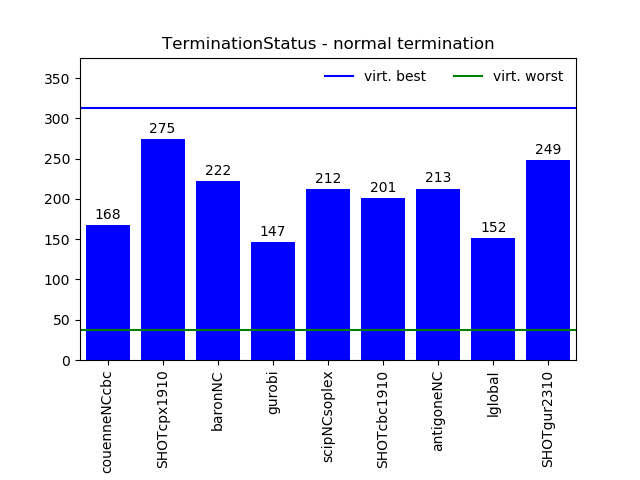 TerminationStatus - normal termination
virt. best
virt. worst
350
300
250
200
150
100
50
0
168
275
222
147
212
201
213
152
249
couenneNCcbc
SHOTcpx1910
baronNC
gurobi
scipNCsoplex
SHOTcbc1910
antigoneNC
lglobal
SHOTgur2310